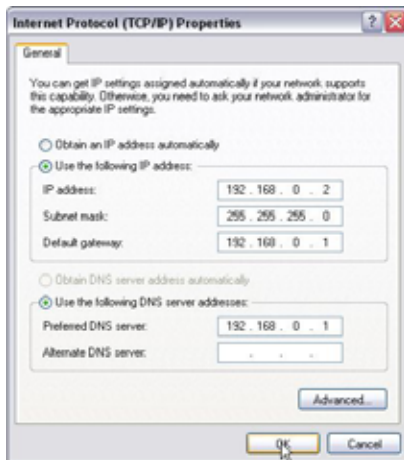 Internet Protocol (TCP/IP) Properties
General
You can get IP settings assigned automatically if your network supports
this capability. Otherwise, you need to ask your network administrator for
the appropriate IP settings.
Obtain an IP address automatically
Use the following IP address:
IP address: 192 . 168 . 0 . 2
Subnet mask: 255 . 255 . 255 . 0
Default gateway: 192 . 168 . 0 . 1
Obtain DNS server address automatically
Use the following DNS server addresses:
Preferred DNS server: 192 . 168 . 0 . 1
Alternate DNS server: . . .
Advanced...
OK Cancel